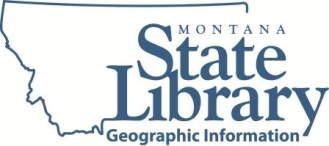 MONTANA
State
Library
Geographic Information